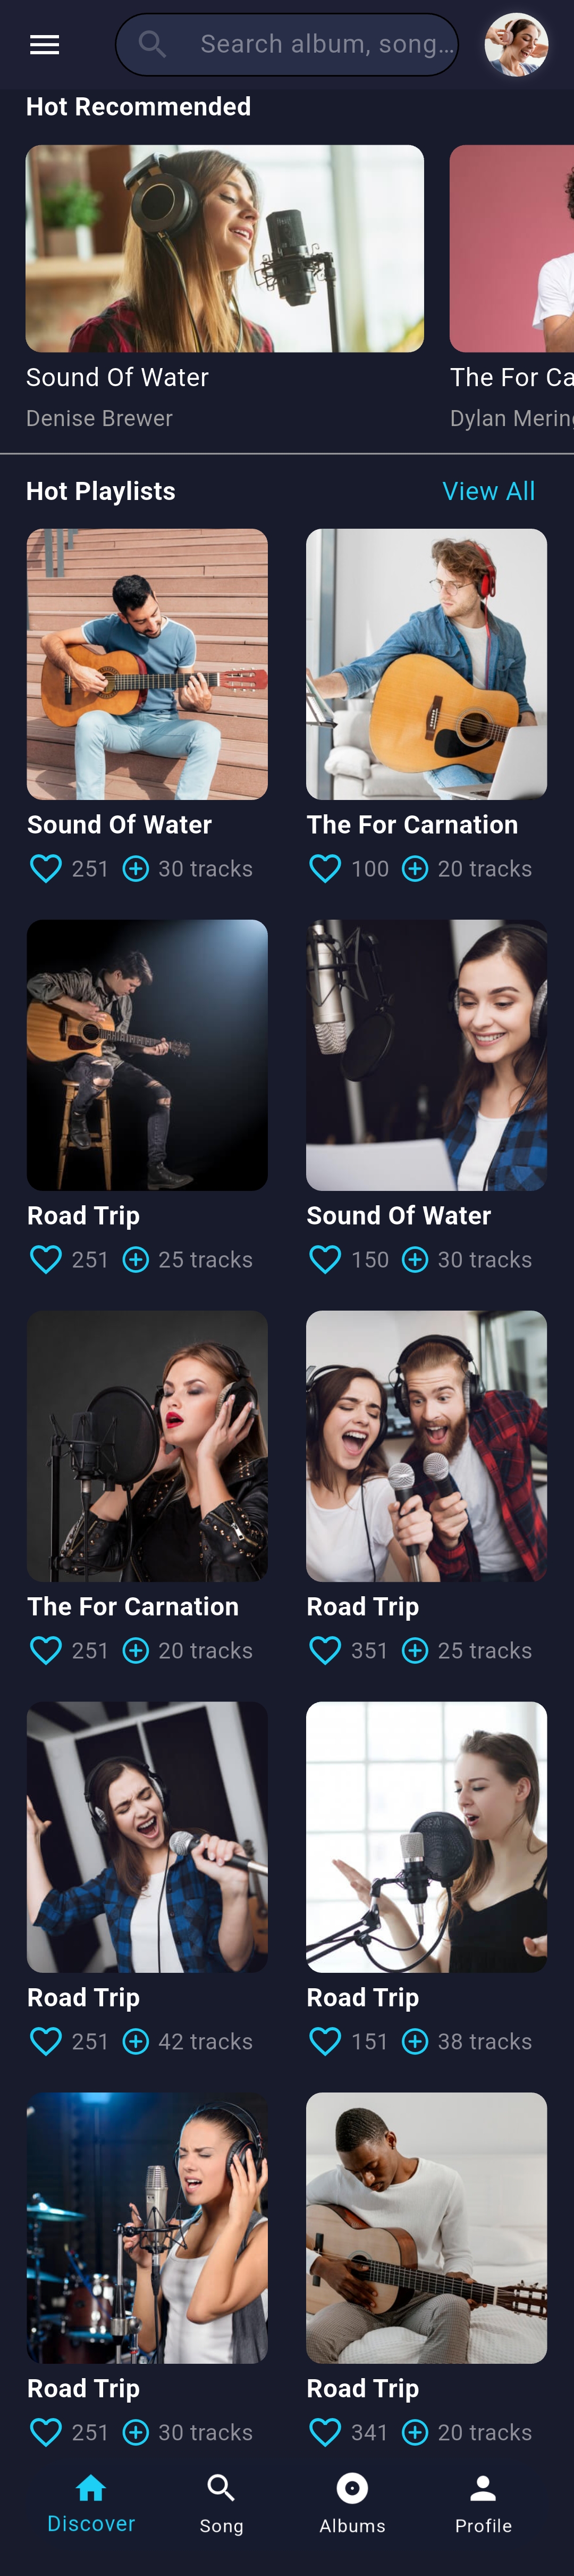 Search album, song...
Hot Recommended
Sound Of Water
The For Ca
Denise Brewer
Dylan Mering
Hot Playlists
View All
Sound Of Water
The For Carnation
251 30 tracks
100 20 tracks
Road Trip
Sound Of Water
251 25 tracks
150 30 tracks
The For Carnation
Road Trip
251 20 tracks
351 25 tracks
Road Trip
Road Trip
251 42 tracks
151 38 tracks
Road Trip
Road Trip
251 30 tracks
341 20 tracks
Discover
Song
Albums
Profile